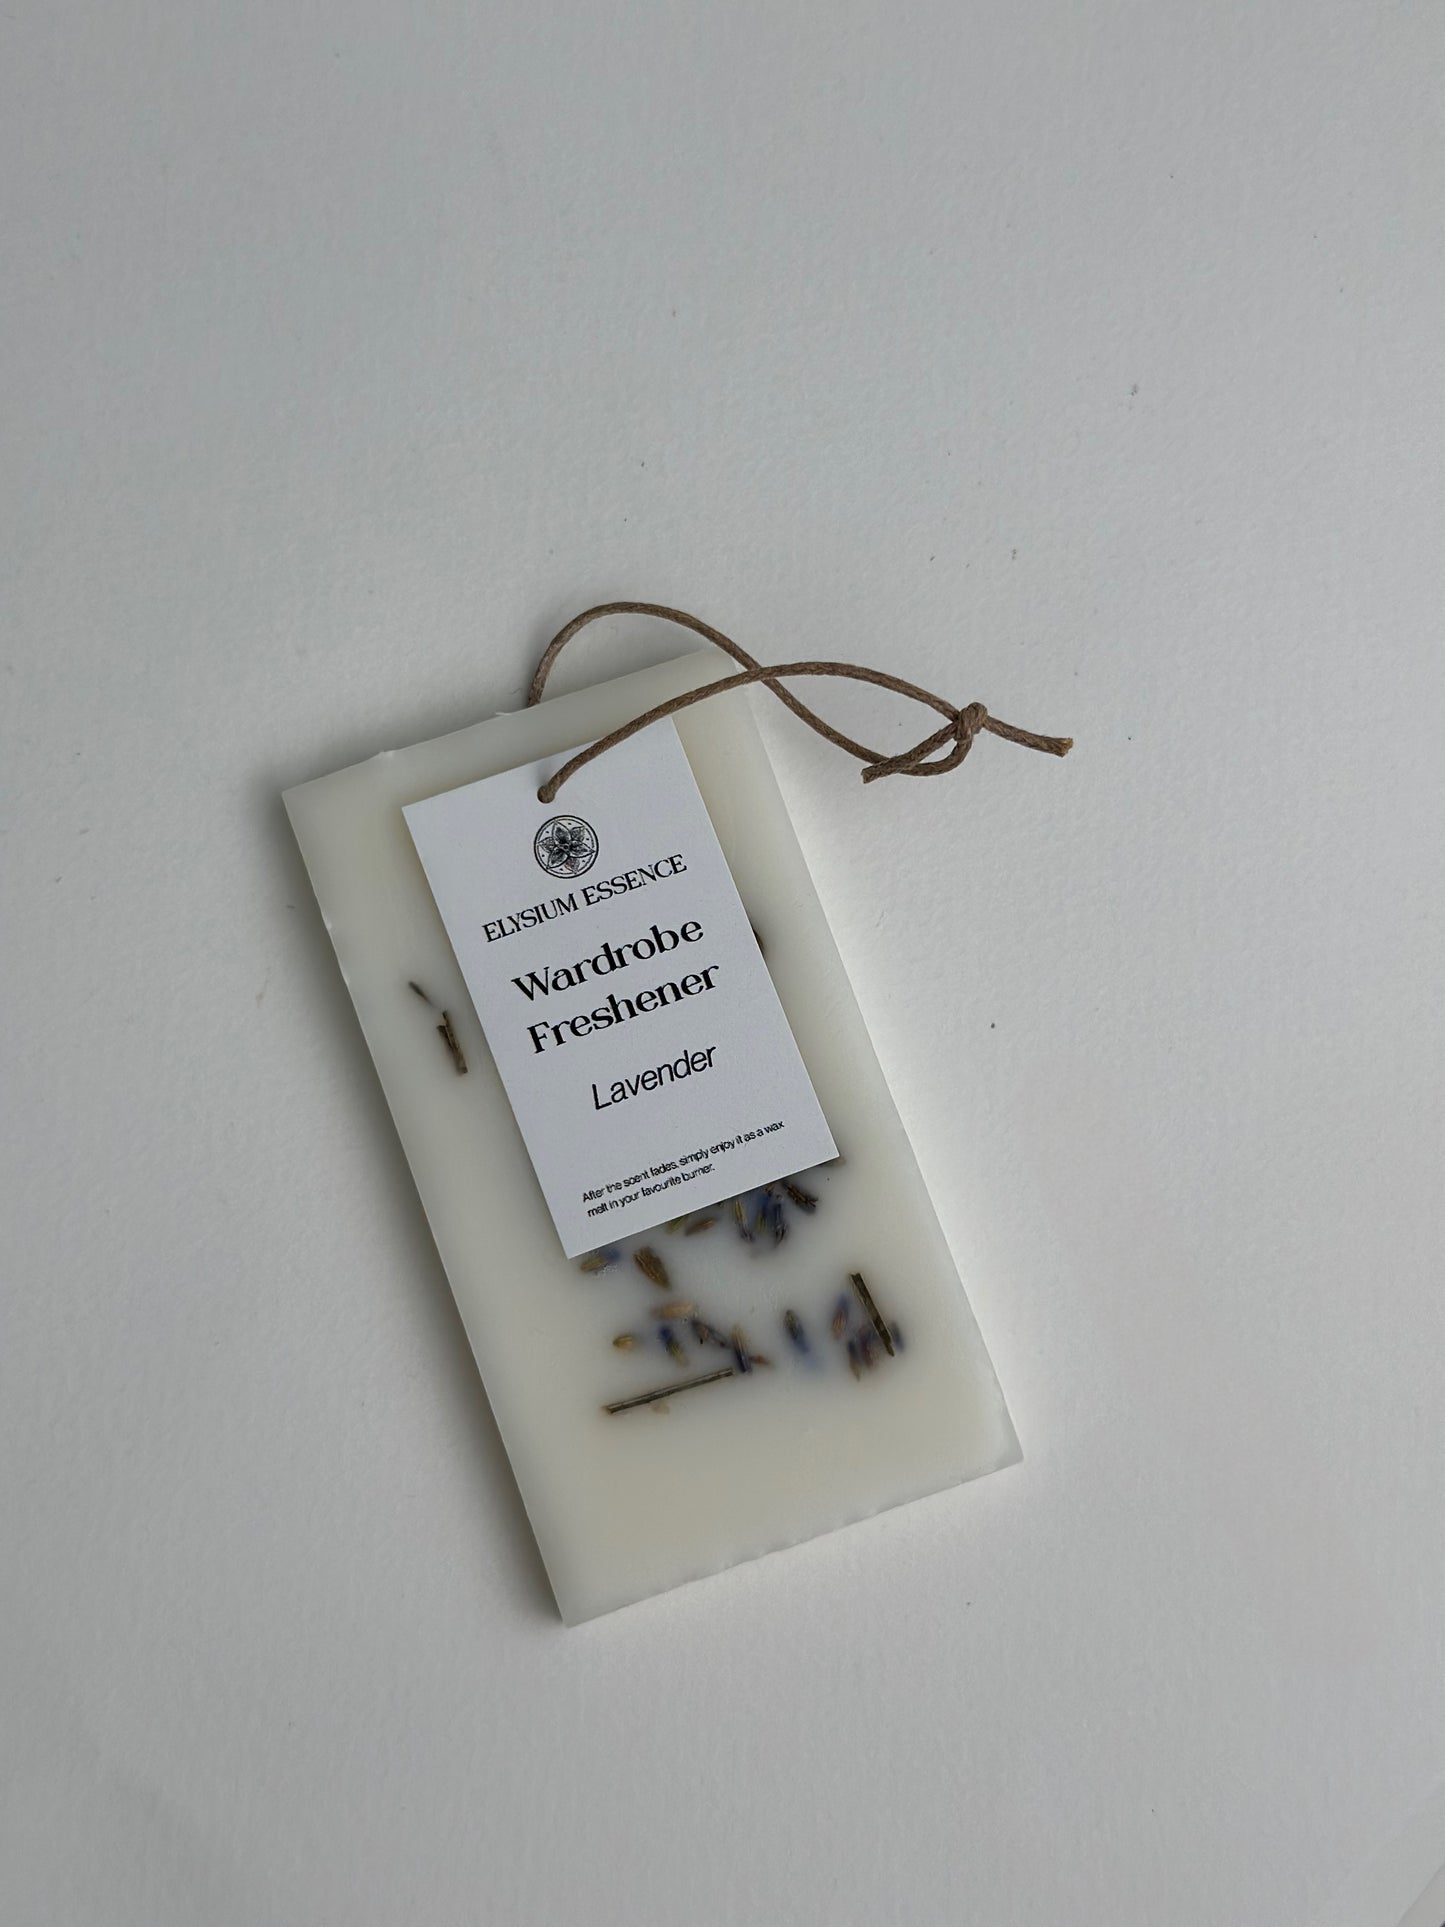 ELYSIUM ESSENCE
Wardrobe
Freshener
Lavender
After the scent fades, simply enjoy it as a wax
melt in your favourite burner.